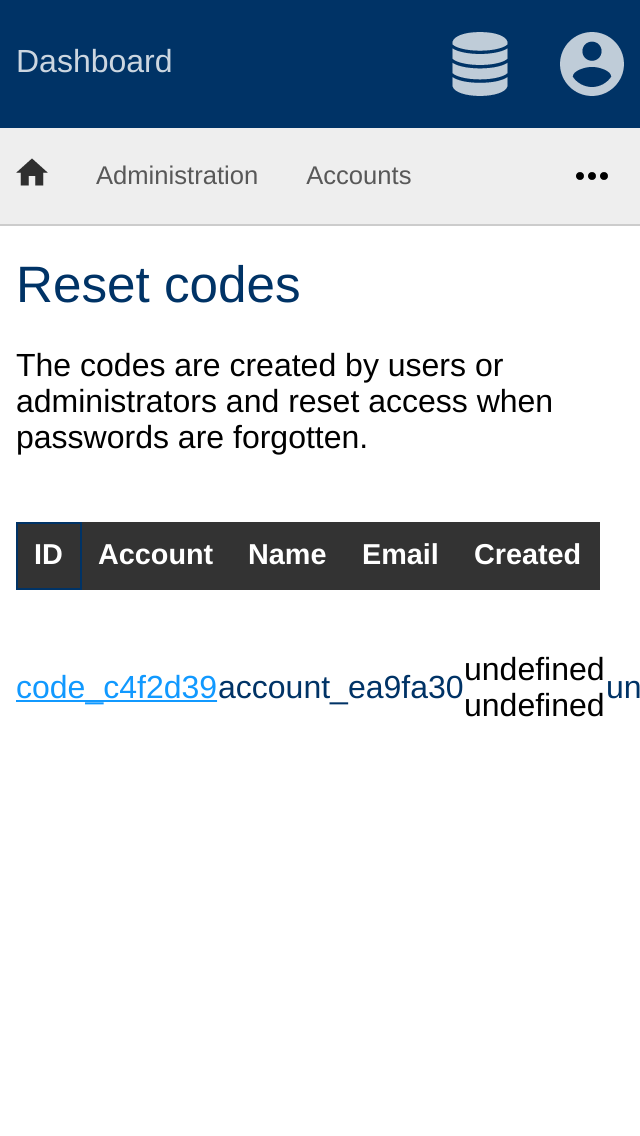 Dashboard
Administration Accounts
Reset codes
The codes are created by users or
administrators and reset access when
passwords are forgotten.
ID Account Name Email Created
code_c4f2d39 account_ea9fa30 undefined un
undefined